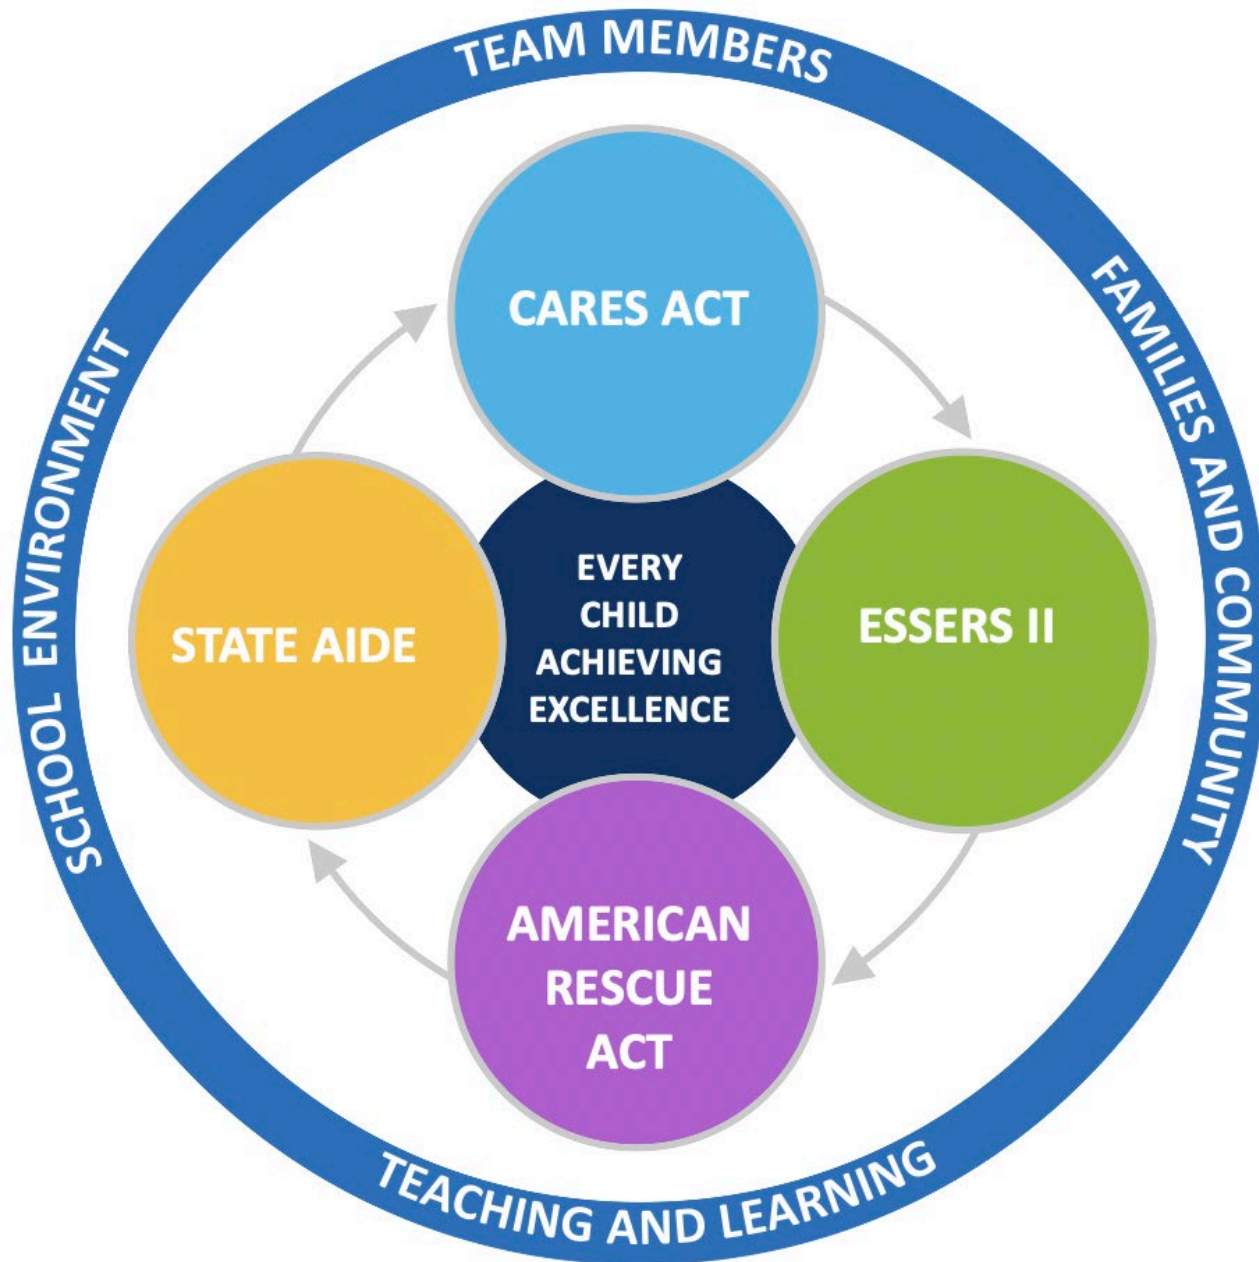 TEAM MEMBERS
FAMILIES AND COMMUNITY
TEACHING AND LEARNING
SCHOOL ENVIRONMENT
CARES ACT
ESSERS II
AMERICAN
RESCUE
ACT
STATE AIDE
EVERY
CHILD
ACHIEVING
EXCELLENCE